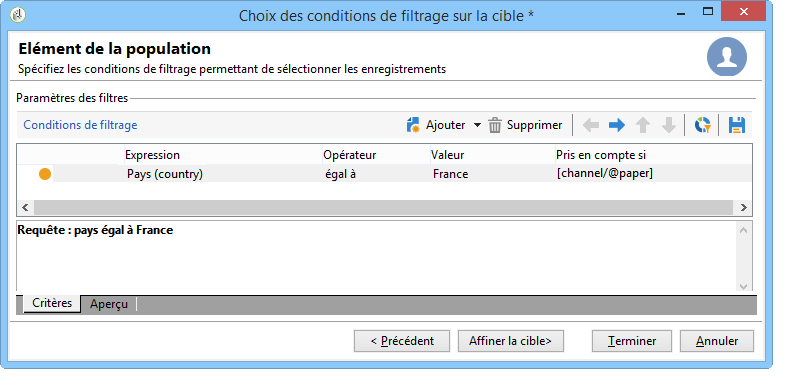 Choix des conditions de filtrage sur la cible *
Elément de la population
Spécifiez les conditions de filtrage permettant de sélectionner les enregistrements
Paramètres des filtres
Conditions de filtrage Ajouter Supprimer
Expression Opérateur Valeur Pris en compte si
Pays (country) égal à France [channel/@paper]
Requête : pays égal à France
Critères Aperçu
< Précédent Affiner la cible> Terminer Annuler